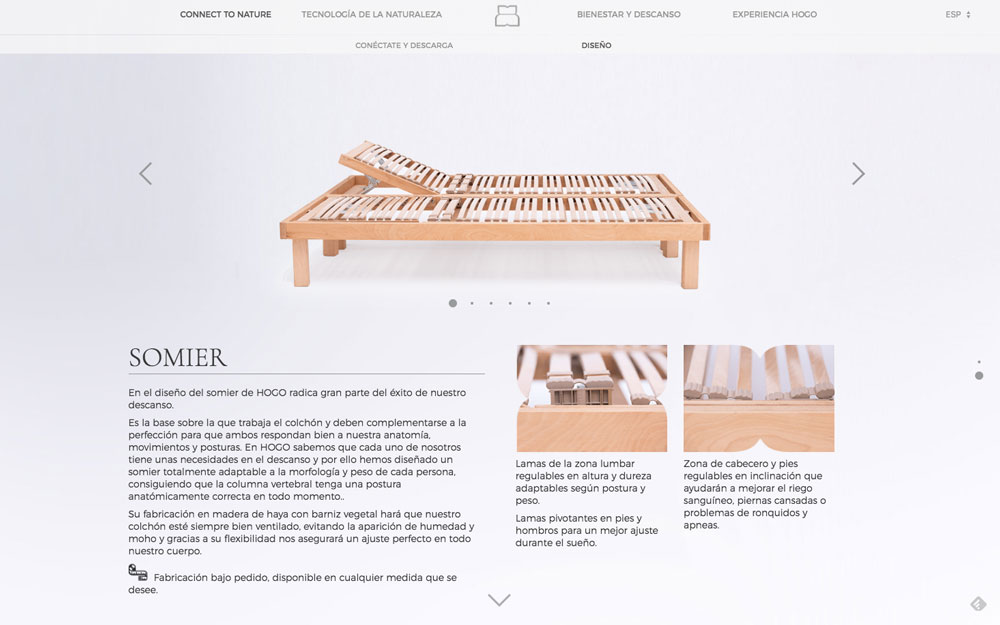 CONNECT TO NATURE
TECNOLOGÍA DE LA NATURALEZA
BIENESTAR Y DESCANSO
EXPERIENCIA HOGO
ESP
CONÉCTATE Y DESCARGA
DISEÑO
SOMIER
En el diseño del somier de HOGO radica gran parte del éxito de nuestro
descanso.
Es la base sobre la que trabaja el colchón y deben complementarse a la
perfección para que ambos respondan bien a nuestra anatomía,
movimientos y posturas. En HOGO sabemos que cada uno de nosotros
tiene unas necesidades en el descanso y por ello hemos diseñado un
somier totalmente adaptable a la morfología y peso de cada persona,
consiguiendo que la columna vertebral tenga una postura
anatómicamente correcta en todo momento..
Su fabricación en madera de haya con barniz vegetal hará que nuestro
colchón esté siempre bien ventilado, evitando la aparición de humedad y
moho y gracias a su flexibilidad nos asegurará un ajuste perfecto en todo
nuestro cuerpo.
Fabricación bajo pedido, disponible en cualquier medida que se
desee.
Lamas de la zona lumbar
regulables en altura y dureza
adaptables según postura y
peso.
Lamas pivotantes en pies y
hombros para un mejor ajuste
durante el sueño.
Zona de cabecero y pies
regulables en inclinación que
ayudarán a mejorar el riego
sanguíneo, piernas cansadas o
problemas de ronquidos y
apneas.